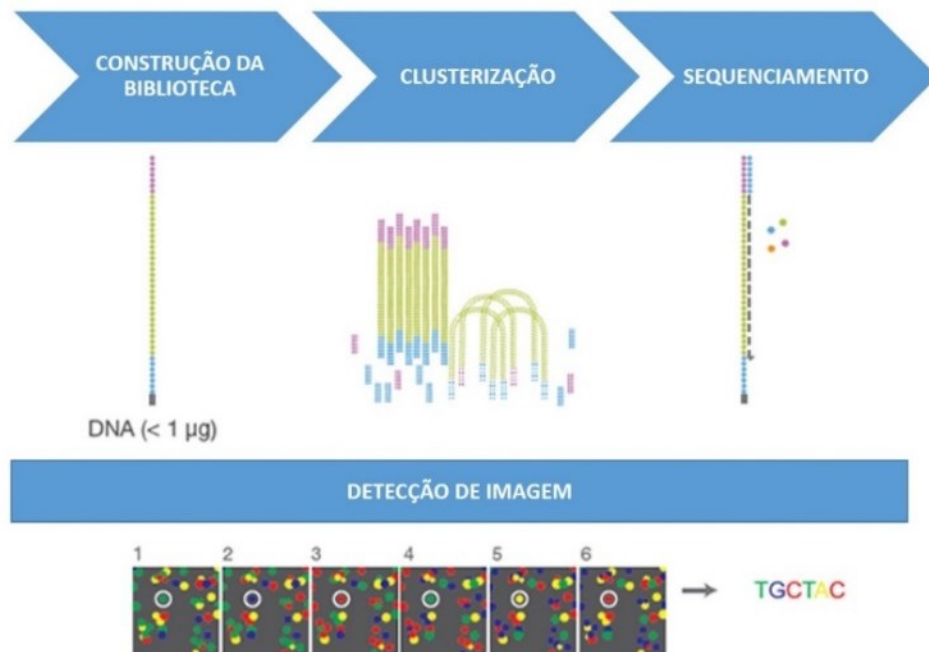 CONSTRUÇÃO DA
BIBLIOTECA
CLUSTERIZAÇÃO
SEQUENCIAMENTO
DNA (< 1 µg)
DETECÇÃO DE IMAGEM
1 2 3 4 5 6
TGCTAC